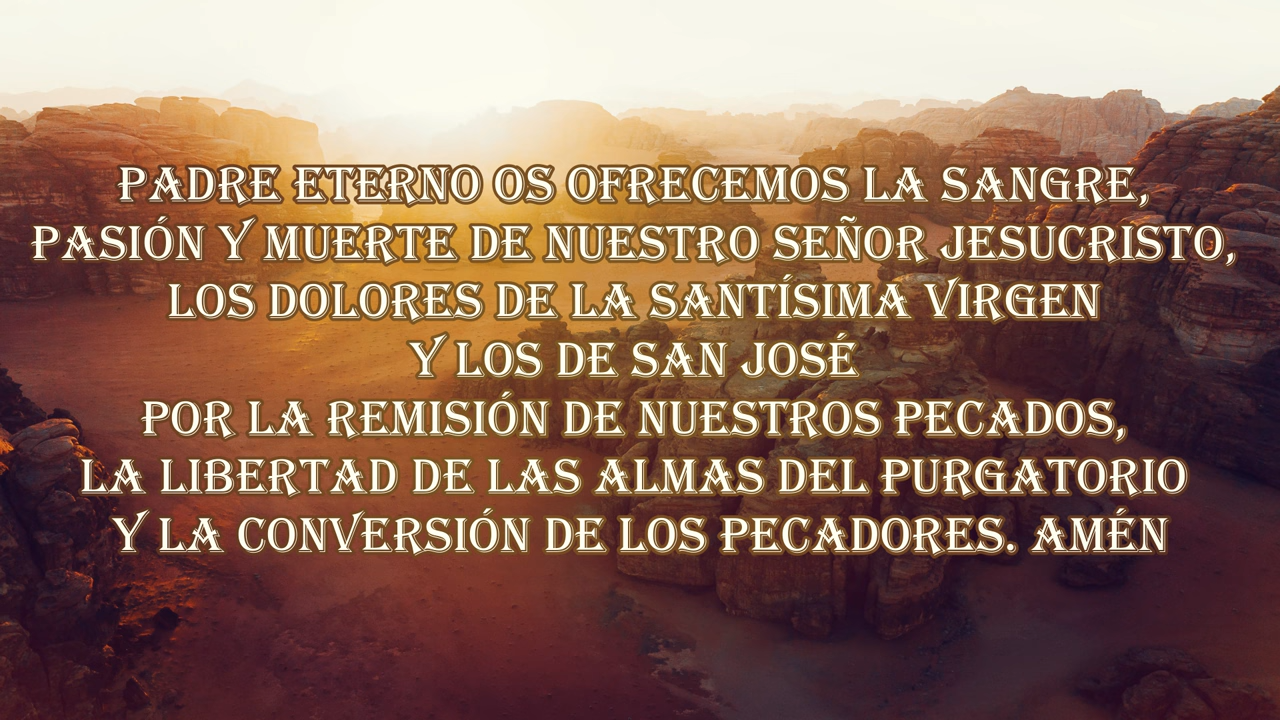 PADRE ETERNO OS OFRECEMOS LA SANGRE,
PASIÓN Y MUERTE DE NUESTRO SEÑOR JESUCRISTO,
LOS DOLORES DE LA SANTÍSIMA VIRGEN
Y LOS DE SAN JOSÉ
POR LA REMISIÓN DE NUESTROS PECADOS,
LA LIBERTAD DE LAS ALMAS DEL PURGATORIO
Y LA CONVERSIÓN DE LOS PECADORES. AMÉN